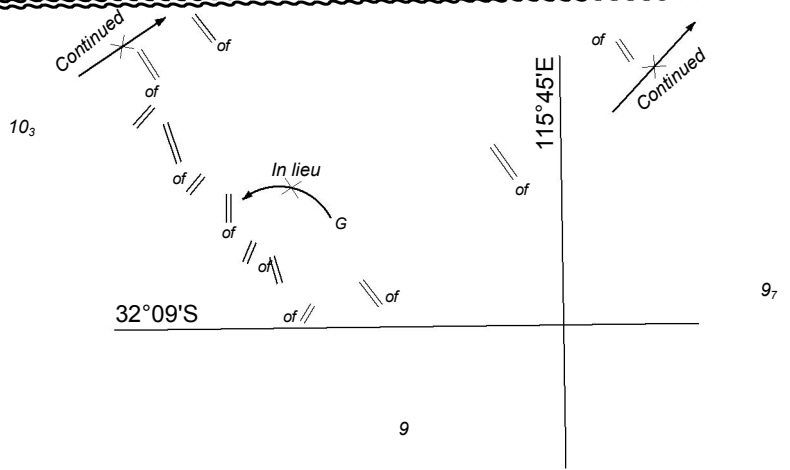 Continued
of
of
Continued
of
115°45'E
10₃
of
of
In lieu
G
of
of
of
9₇
32°09'S
of
9